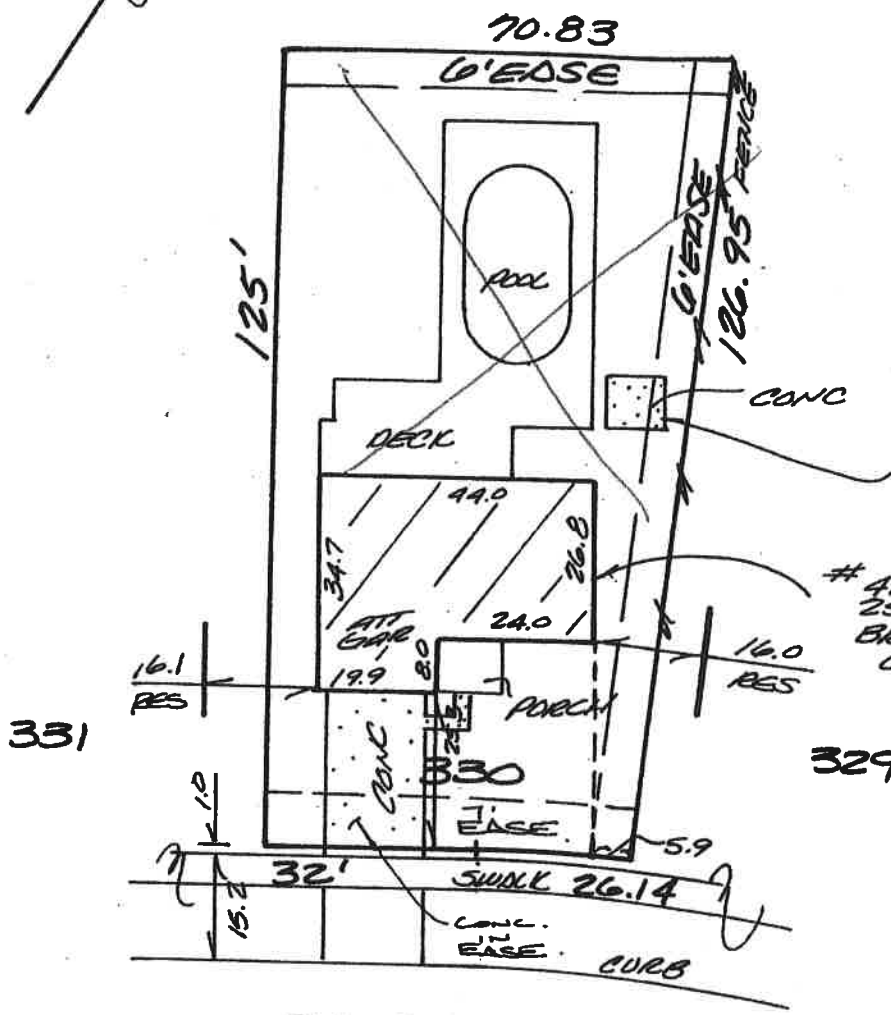 70.83
6' EASE
FENCE
6' EASE
126.95
125'
POOL
CONC
DECK
44.0
34.7
26.8
ATT
GAR
24.0
19.9
8.0
16.1
RES
16.0
RES
PORCH
25.3
331
330
329
CONC
1.0
7' EASE
5.9
32'
SWALK 26.14
15.2
CONC.
IN
EASE
CURB